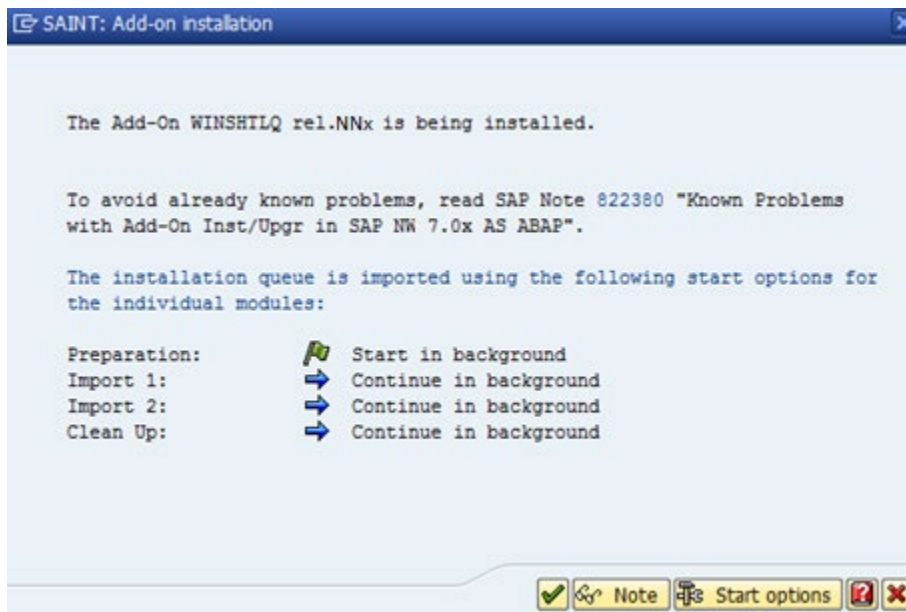 SAINT: Add-on installation
The Add-On WINSHTLQ rel.NNx is being installed.
To avoid already known problems, read SAP Note 822380 "Known Problems
with Add-On Inst/Upgr in SAP NW 7.0x AS ABAP".
The installation queue is imported using the following start options for
the individual modules:
Preparation: Start in background
Import 1: Continue in background
Import 2: Continue in background
Clean Up: Continue in background
Note Start options